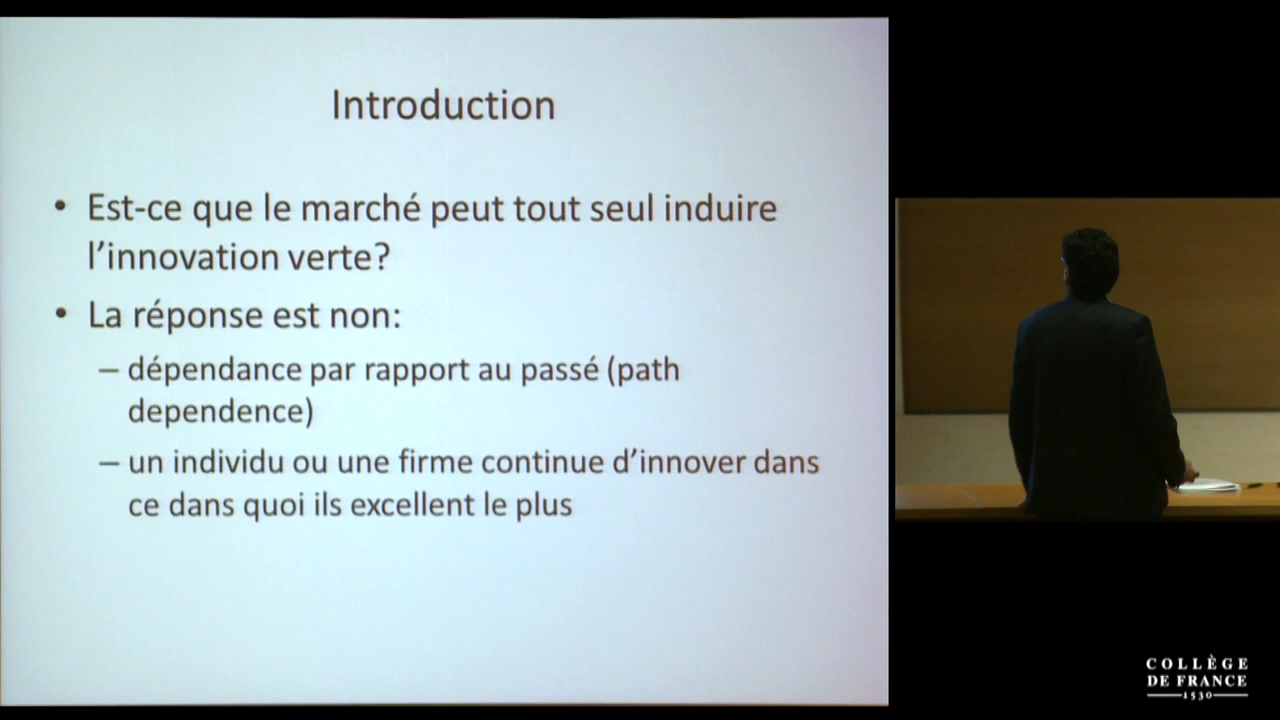 Introduction
• Est-ce que le marché peut tout seul induire
l’innovation verte?
• La réponse est non:
– dépendance par rapport au passé (path
dependence)
– un individu ou une firme continue d’innover dans
ce dans quoi ils excellent le plus
COLLÈGE
DE FRANCE
1530